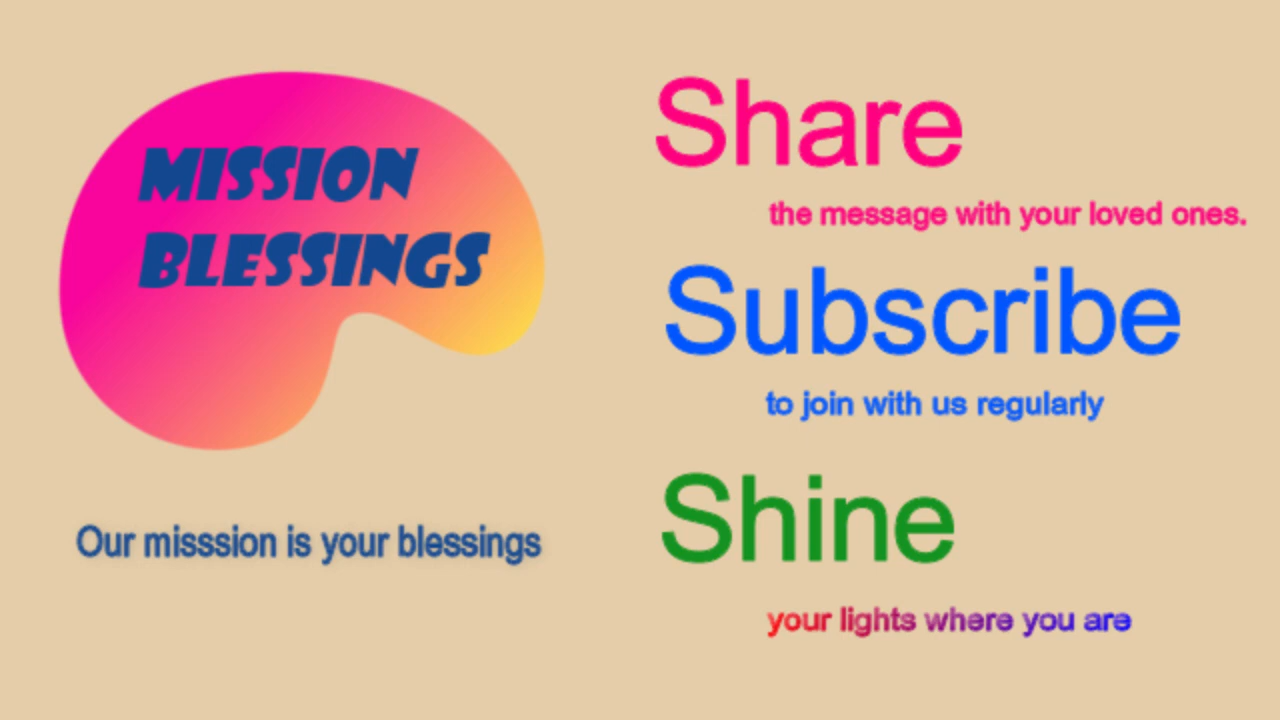 MISSION
BLESSINGS
Our misssion is your blessings
Share
the message with your loved ones.
Subscribe
to join with us regularly
Shine
your lights where you are